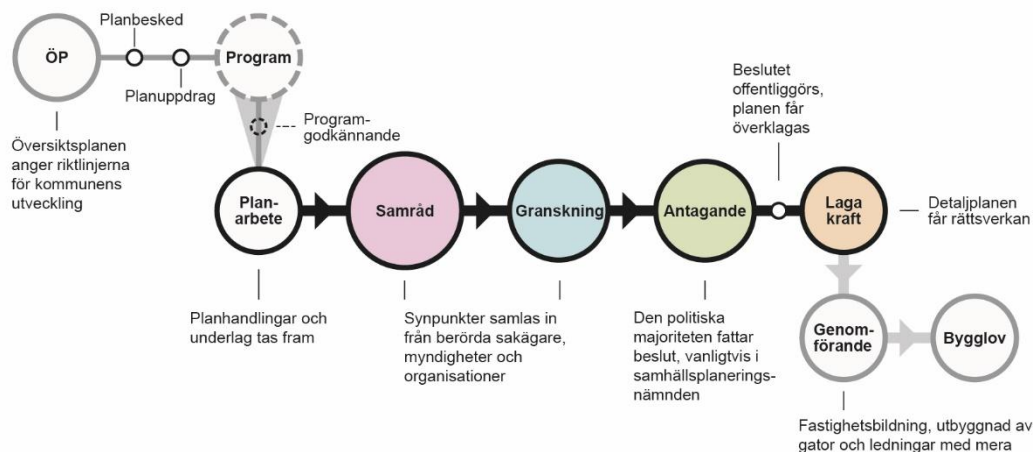 Planbesked
ÖP
Program
Planuppdrag
Översiktsplanen
anger riktlinjerna
för kommunens
utveckling
Program-
godkännande
Beslutet
offentliggörs,
planen får
överklagas
Plan-
arbete
Samråd
Granskning
Antagande
Laga
kraft
Detaljplanen
får rättsverkan
Planhandlingar och
underlag tas fram
Synpunkter samlas in
från berörda sakägare,
myndigheter och
organisationer
Den politiska
majoriteten fattar
beslut, vanligtvis i
samhällsplanerings-
nämnden
Genom-
förande
Bygglov
Fastighetsbildning, utbyggnad av
gator och ledningar med mera